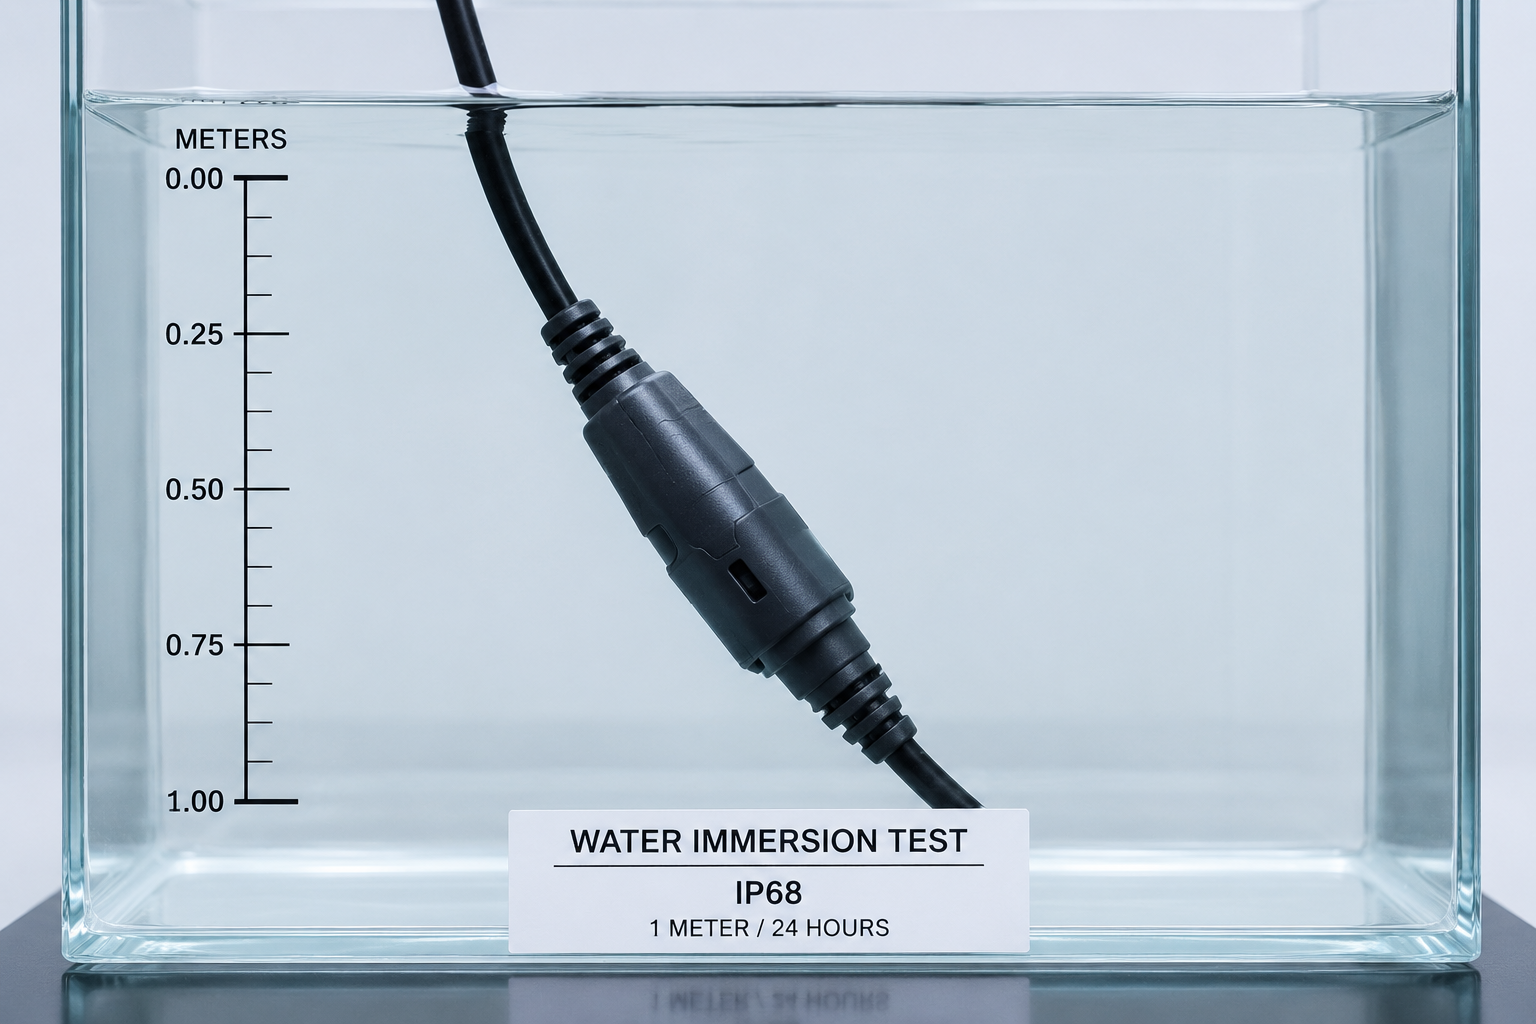 METERS
0.00
0.25
0.50
0.75
1.00
WATER IMMERSION TEST
IP68
1 METER / 24 HOURS